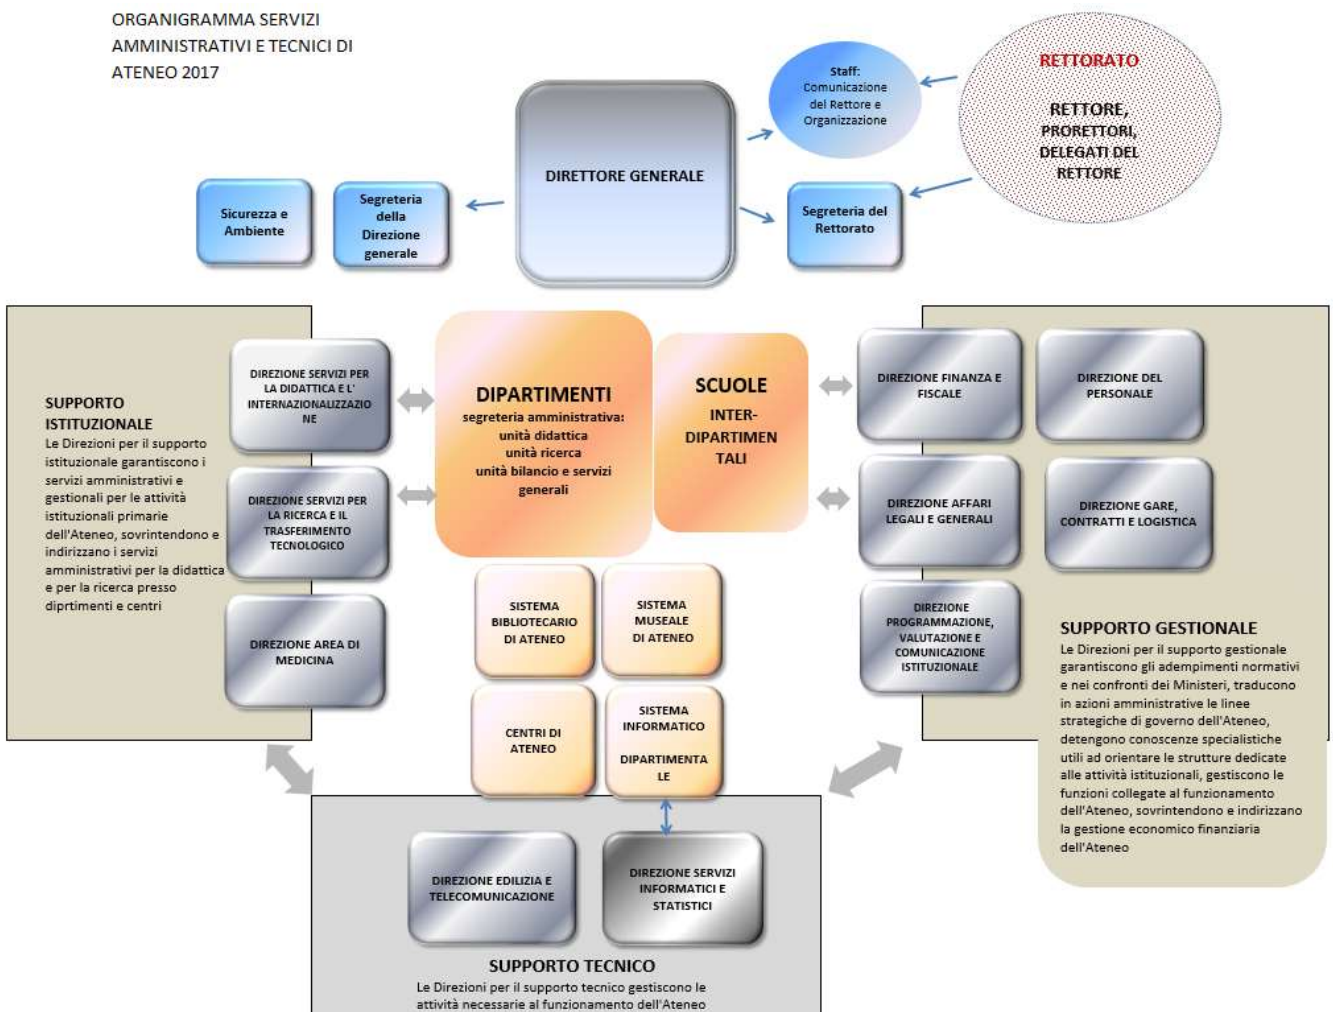 ORGANIGRAMMA SERVIZI
AMMINISTRATIVI E TECNICI DI
ATENEO 2017
Staff:
Comunicazione
del Rettore e
Organizzazione
RETTORATO
RETTORE,
PRORETTORI,
DELEGATI DEL
RETTORE
DIRETTORE GENERALE
Sicurezza e
Ambiente
Segreteria
della
Direzione
generale
Segreteria del
Rettorato
SUPPORTO
ISTITUZIONALE
Le Direzioni per il supporto
istituzionale garantiscono i
servizi amministrativi e
gestionali per le attività
istituzionali primarie
dell'Ateneo, sovrintendono e
indirizzano i servizi
amministrativi per la didattica
e per la ricerca presso
diprtimenti e centri
DIREZIONE SERVIZI PER
LA DIDATTICA E L'
INTERNAZIONALIZZAZIO
NE
DIREZIONE SERVIZI PER
LA RICERCA E IL
TRASFERIMENTO
TECNOLOGICO
DIREZIONE AREA DI
MEDICINA
DIPARTIMENTI
segreteria amministrativa:
unità didattica
unità ricerca
unità bilancio e servizi
generali
SCUOLE
INTER-
DIPARTIMEN
TALI
SISTEMA
BIBLIOTECARIO
DI ATENEO
SISTEMA
MUSEALE
DI ATENEO
CENTRI DI
ATENEO
SISTEMA
INFORMATICO
DIPARTIMENTA
LE
DIREZIONE FINANZA E
FISCALE
DIREZIONE DEL
PERSONALE
DIREZIONE AFFARI
LEGALI E GENERALI
DIREZIONE GARE,
CONTRATTI E LOGISTICA
DIREZIONE
PROGRAMMAZIONE,
VALUTAZIONE E
COMUNICAZIONE
ISTITUZIONALE
SUPPORTO GESTIONALE
Le Direzioni per il supporto gestionale
garantiscono gli adempimenti normativi
e nei confronti dei Ministeri, traducono
in azioni amministrative le linee
strategiche di governo dell'Ateneo,
detengono conoscenze specialistiche
utili ad orientare le strutture dedicate
alle attività istituzionali, gestiscono le
funzioni collegate al funzionamento
dell'Ateneo, sovrintendono e indirizzano
la gestione economico finanziaria
dell'Ateneo
DIREZIONE EDILIZIA E
TELECOMUNICAZIONE
DIREZIONE SERVIZI
INFORMATICI E
STATISTICI
SUPPORTO TECNICO
Le Direzioni per il supporto tecnico gestiscono le
attività necessarie al funzionamento dell'Ateneo